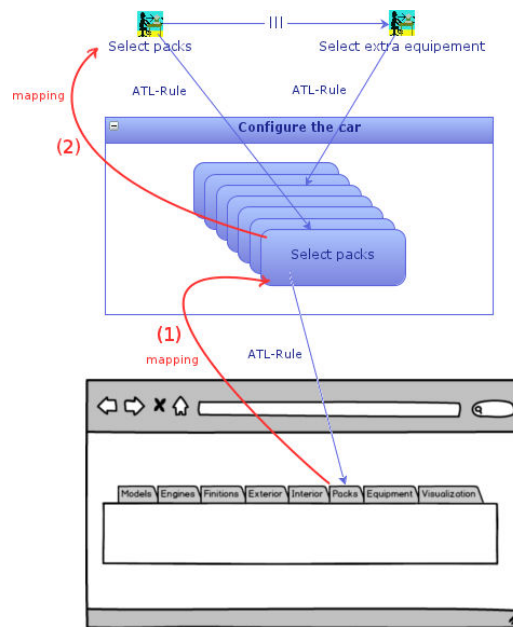 III
Select packs
Select extra equipement
mapping
ATL-Rule
ATL-Rule
Configure the car
(2)
Select packs
(1)
mapping
ATL-Rule
Models Engines Finitions Exterior Interior Packs Equipment Visualization